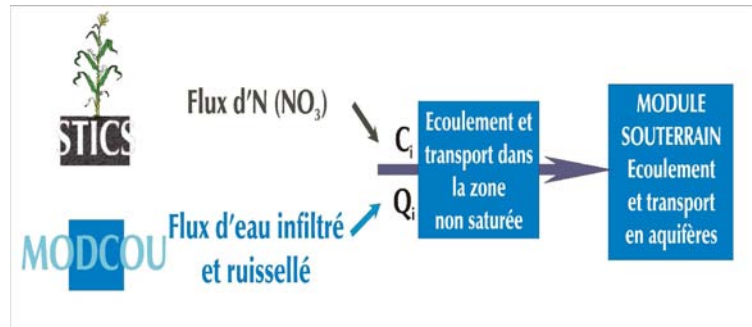 STICS
Flux d'N (NO₃)
Cᵢ
Qᵢ
MODCOU
Flux d'eau infiltré
et ruissellé
Ecoulement et
transport dans
la zone
non saturée
MODULE
SOUTERRAIN
Ecoulement
et transport
en aquifères